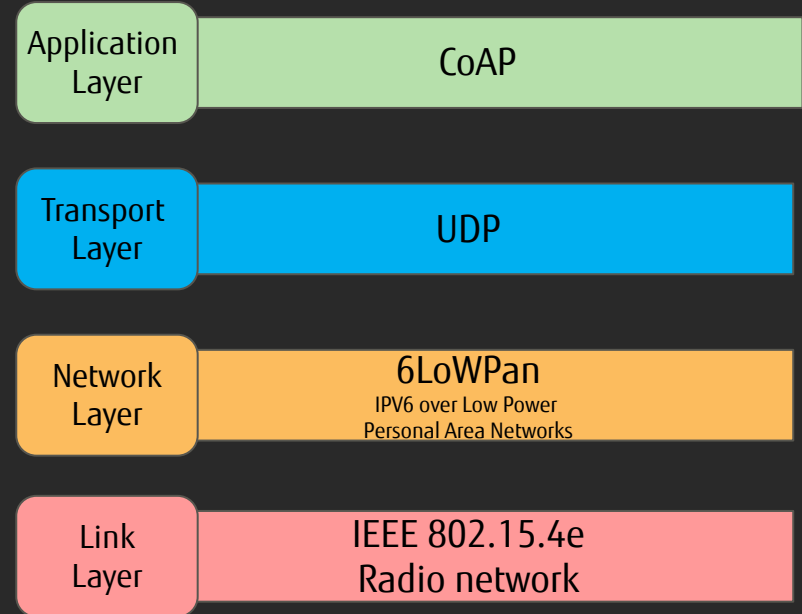 Application
Layer
CoAP
Transport
Layer
UDP
Network
Layer
6LoWPan
IPV6 over Low Power
Personal Area Networks
Link
Layer
IEEE 802.15.4e
Radio network